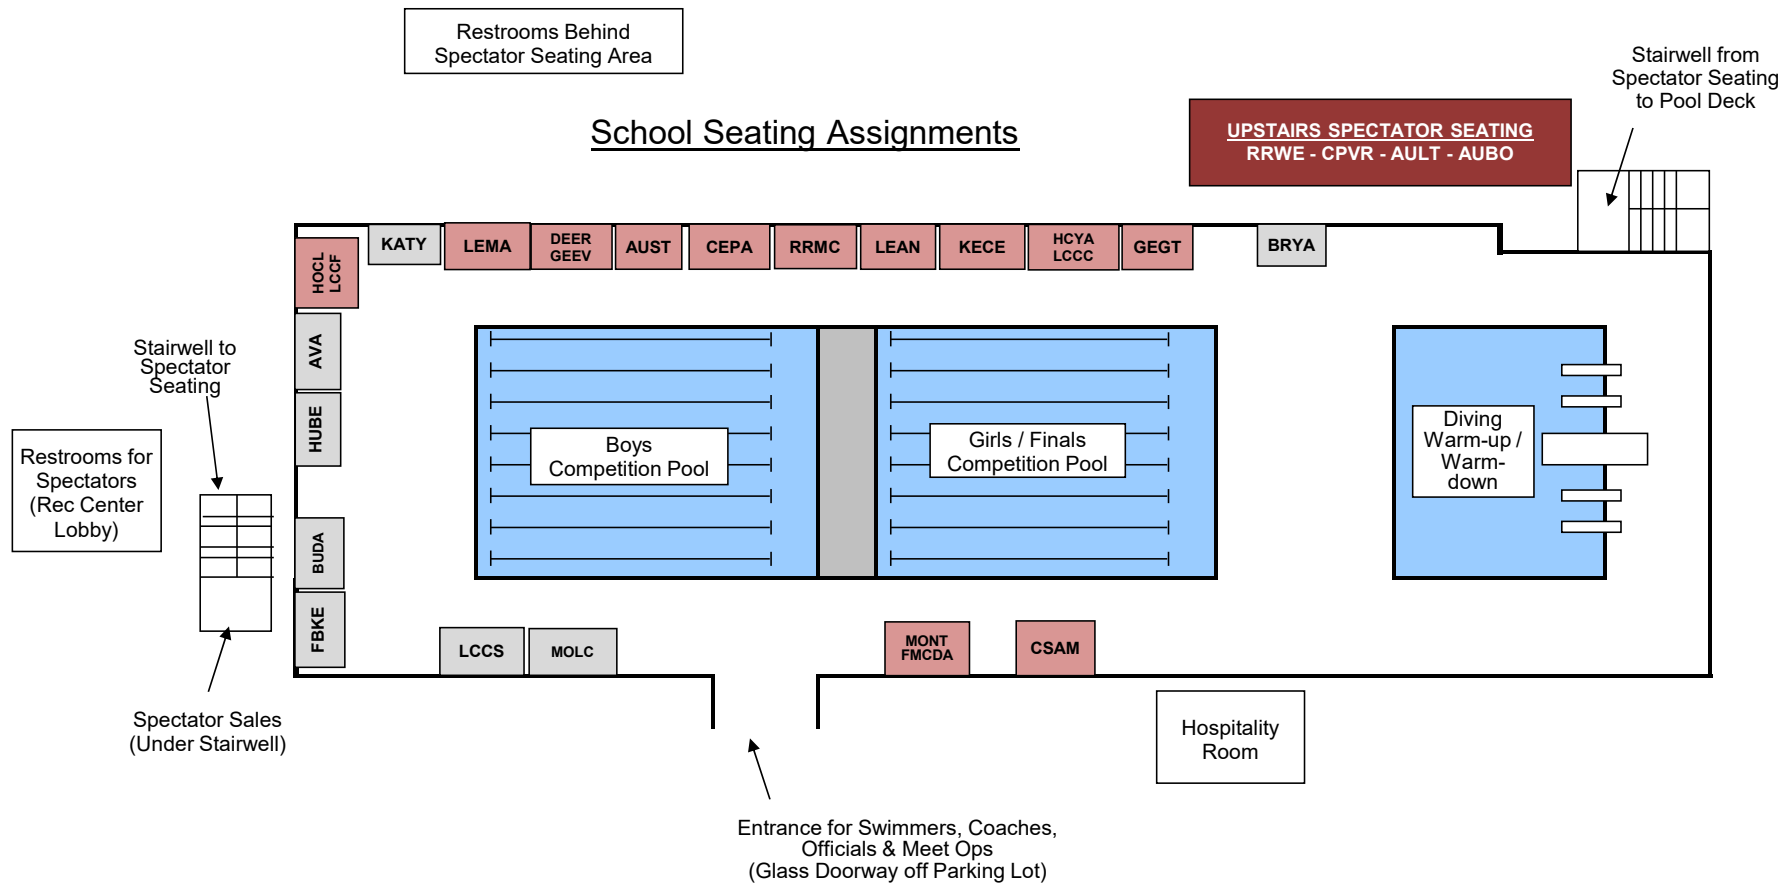 Restrooms Behind
Spectator Seating Area
Stairwell from
Spectator Seating
to Pool Deck
School Seating Assignments
UPSTAIRS SPECTATOR SEATING
RRWE - CPVR - AULT - AUBO
KATY
LEMA
DEER
GEEV
AUST
CEPA
RRMC
LEAN
KECE
HCYA
LCCC
GEGT
BRYA
HOCL
LCCF
AVA
HUBE
BUDA
FBKE
Stairwell to
Spectator
Seating
Restrooms for
Spectators
(Rec Center
Lobby)
Boys
Competition Pool
Girls / Finals
Competition Pool
Diving
Warm-up /
Warm-
down
LCCS
MOLC
MONT
FMCDA
CSAM
Spectator Sales
(Under Stairwell)
Hospitality
Room
Entrance for Swimmers, Coaches,
Officials & Meet Ops
(Glass Doorway off Parking Lot)